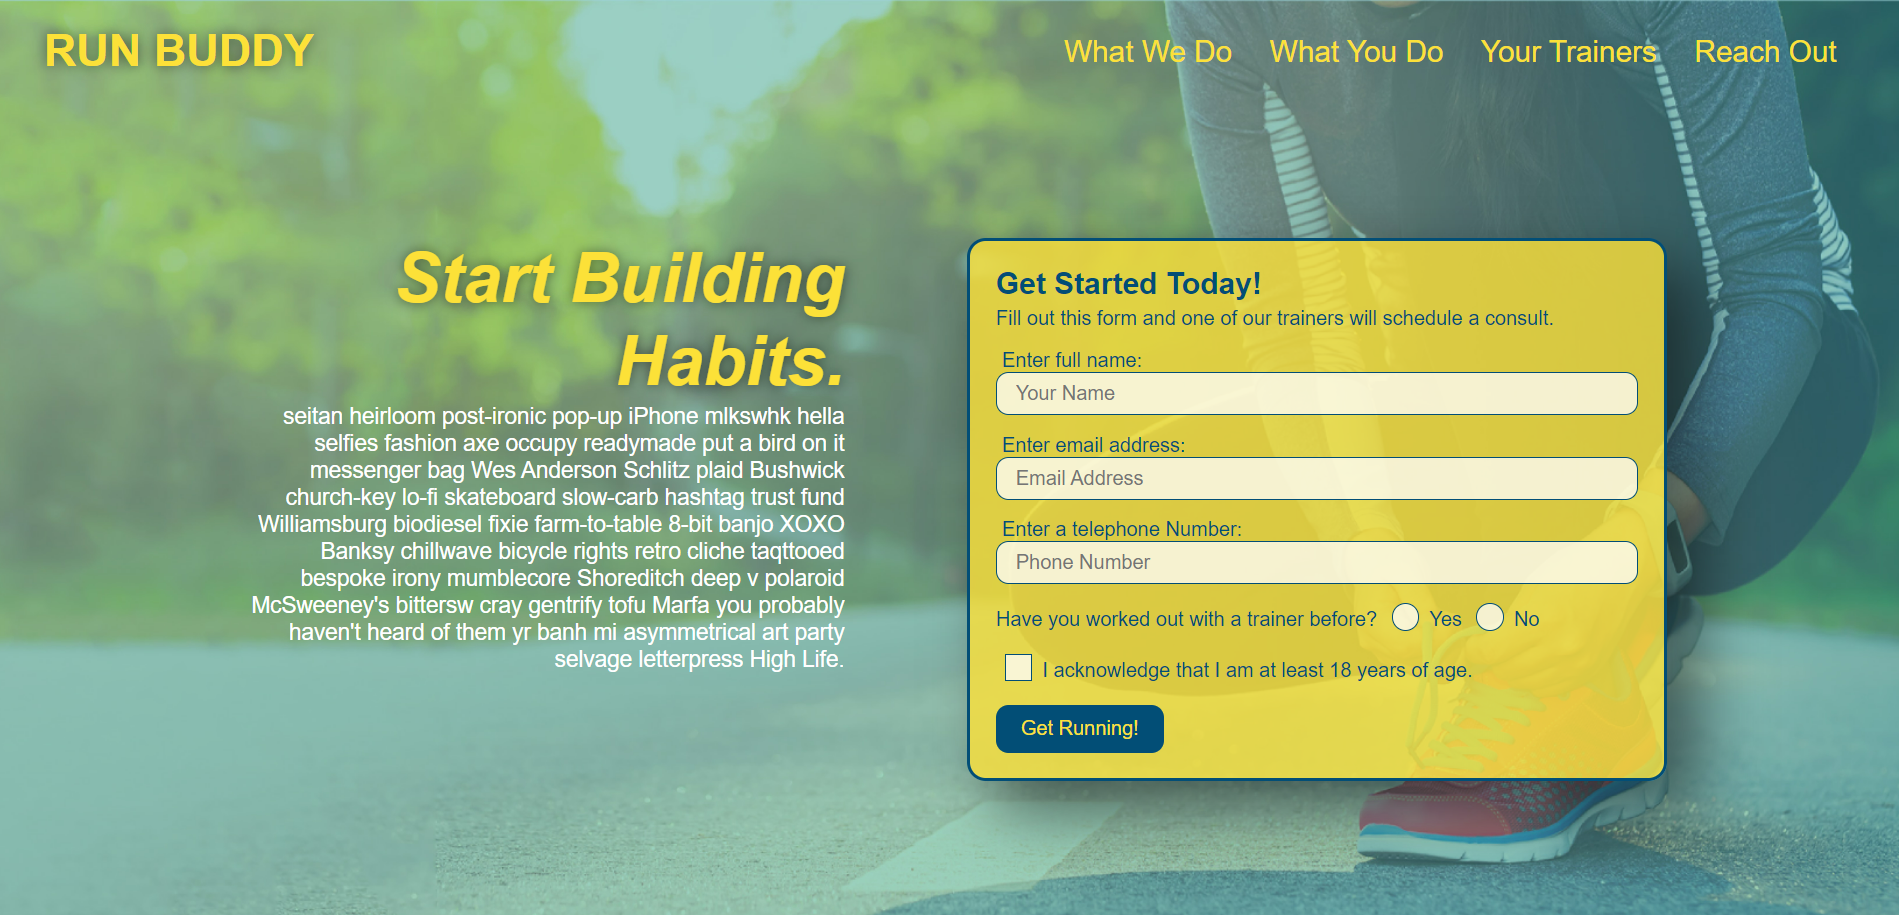 RUN BUDDY
What We Do What You Do Your Trainers Reach Out
Start Building
Habits.
seitan heirloom post-ironic pop-up iPhone mlkswhk hella
selfies fashion axe occupy readymade put a bird on it
messenger bag Wes Anderson Schlitz plaid Bushwick
church-key lo-fi skateboard slow-carb hashtag trust fund
Williamsburg biodiesel fixie farm-to-table 8-bit banjo XOXO
Banksy chillwave bicycle rights retro cliche taqttooed
bespoke irony mumblecore Shoreditch deep v polaroid
McSweeney's bittersw cray gentrify tofu Marfa you probably
haven't heard of them yr banh mi asymmetrical art party
selvage letterpress High Life.
Get Started Today!
Fill out this form and one of our trainers will schedule a consult.
Enter full name:
Your Name
Enter email address:
Email Address
Enter a telephone Number:
Phone Number
Have you worked out with a trainer before? Yes No
I acknowledge that I am at least 18 years of age.
Get Running!